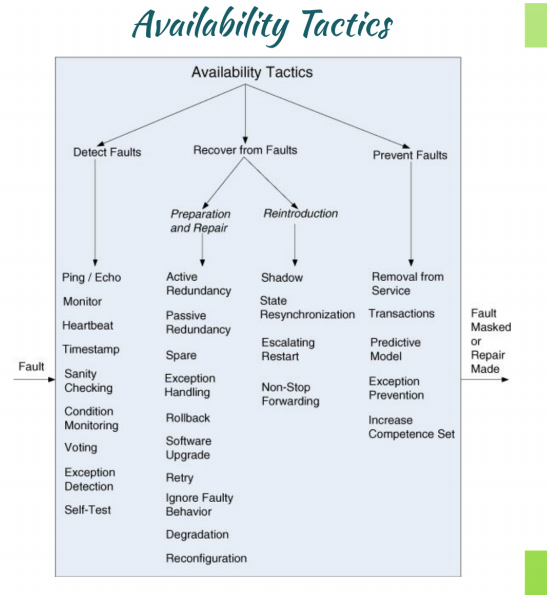 Availability Tactics
Availability Tactics
Detect Faults
Recover from Faults
Prevent Faults
Preparation
and Repair
Reintroduction
Fault
Ping / Echo
Monitor
Heartbeat
Timestamp
Sanity
Checking
Condition
Monitoring
Voting
Exception
Detection
Self-Test
Active
Redundancy
Passive
Redundancy
Spare
Exception
Handling
Rollback
Software
Upgrade
Retry
Ignore Faulty
Behavior
Degradation
Reconfiguration
Shadow
State
Resynchronization
Escalating
Restart
Non-Stop
Forwarding
Removal from
Service
Transactions
Predictive
Model
Exception
Prevention
Increase
Competence Set
Fault
Masked
or
Repair
Made